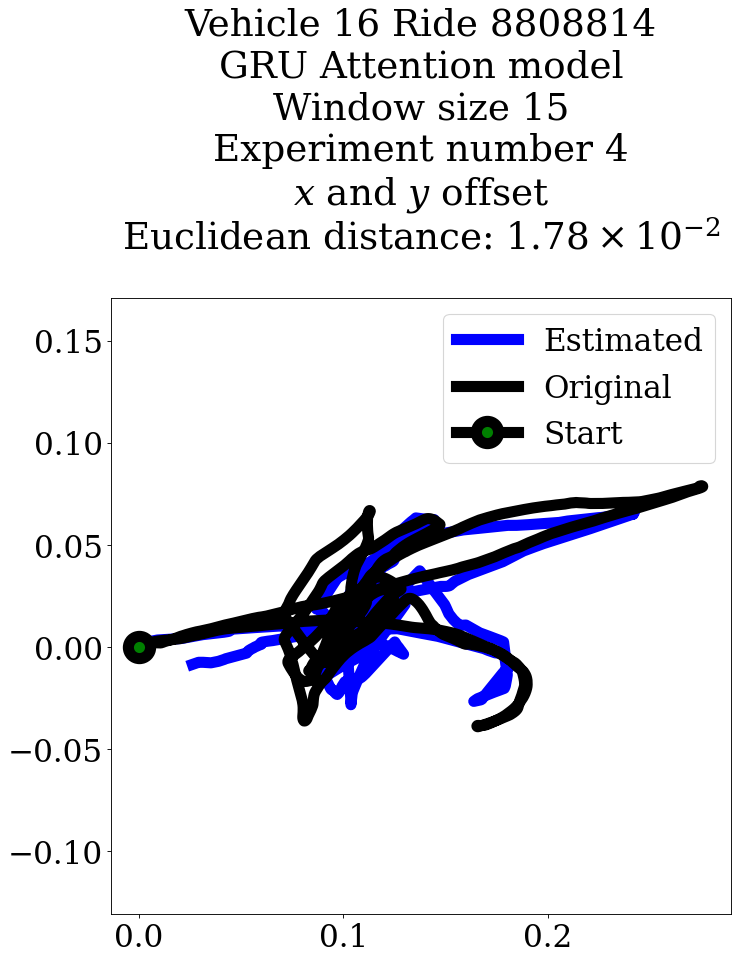 Vehicle 16 Ride 8808814
GRU Attention model
Window size 15
Experiment number 4
x and y offset
Euclidean distance: 1.78 × 10⁻²
Estimated
Original
Start
0.15
0.10
0.05
0.00
−0.05
−0.10
0.0 0.1 0.2